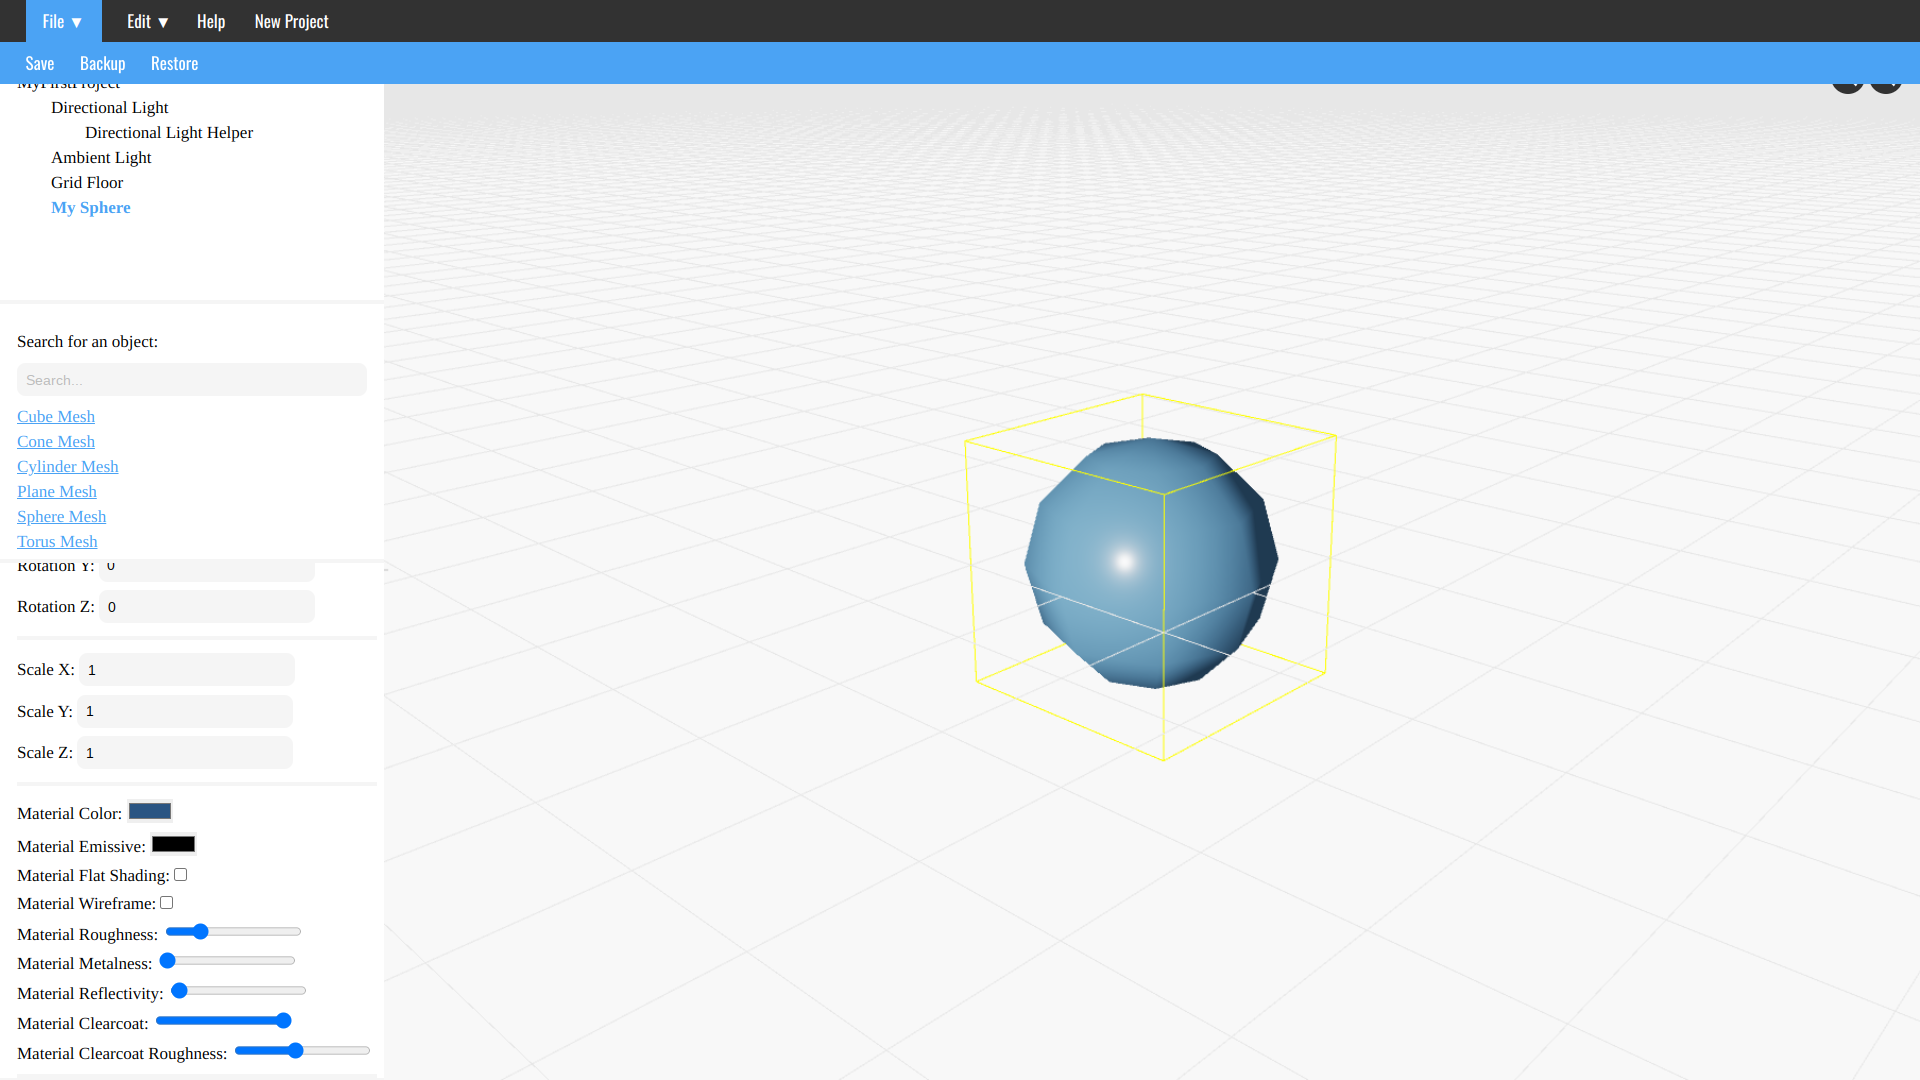 File ▼ Edit ▼ Help New Project
Save Backup Restore
MyFirstProject
Directional Light
Directional Light Helper
Ambient Light
Grid Floor
My Sphere
Search for an object:
Search...
Cube Mesh
Cone Mesh
Cylinder Mesh
Plane Mesh
Sphere Mesh
Torus Mesh
Rotation Y: 0
Rotation Z: 0
Scale X: 1
Scale Y: 1
Scale Z: 1
Material Color:
Material Emissive:
Material Flat Shading:
Material Wireframe:
Material Roughness:
Material Metalness:
Material Reflectivity:
Material Clearcoat:
Material Clearcoat Roughness: